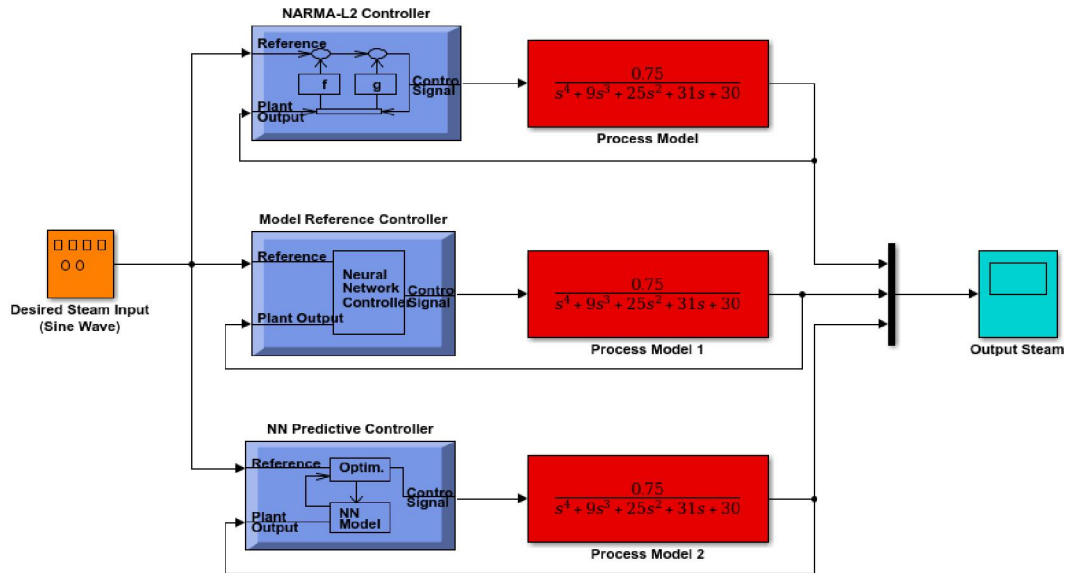 NARMA-L2 Controller
Reference
f
g
Contro
Signal
Plant
Output
0.75
s⁴ + 9s³ + 25s² + 31s + 30
Process Model
Model Reference Controller
Reference
Neural
Network
Controller
Contro
Signal
Plant Output
0.75
s⁴ + 9s³ + 25s² + 31s + 30
Process Model 1
Desired Steam Input
(Sine Wave)
Output Steam
NN Predictive Controller
Reference
Optim.
Contro
Signal
Plant
Output
NN
Model
0.75
s⁴ + 9s³ + 25s² + 31s + 30
Process Model 2